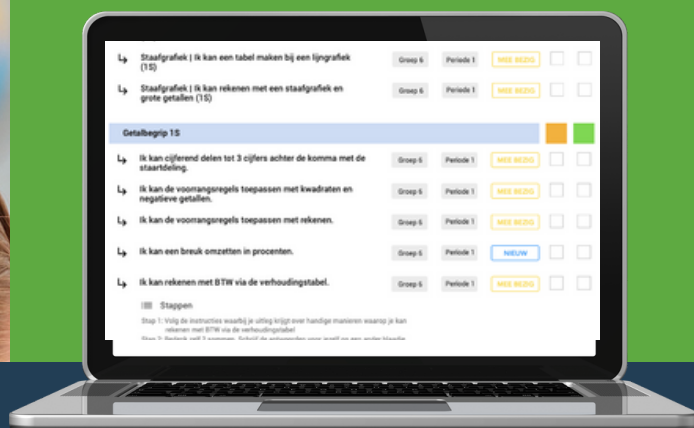 Staafgrafiek | Ik kan een tabel maken bij een lijngrafiek
(1S)
Groep 6 Periode 1 MEE BEZIG
Staafgrafiek | Ik kan rekenen met een staafgrafiek en
grote getallen (1S)
Groep 6 Periode 1 MEE BEZIG
Getalbegrip 1S
Ik kan cijferend delen tot 3 cijfers achter de komma met de
staartdeling.
Groep 6 Periode 1 MEE BEZIG
Ik kan de voorrangsregels toepassen met kwadraten en
negatieve getallen.
Groep 6 Periode 1 MEE BEZIG
Ik kan de voorrangsregels toepassen met rekenen.
Groep 6 Periode 1 MEE BEZIG
Ik kan een breuk omzetten in procenten.
Groep 6 Periode 1 NIEUW
Ik kan rekenen met BTW via de verhoudingstabel.
Groep 6 Periode 1 MEE BEZIG
Stappen
Stap 1: Volg de instructies waarbij je uitleg krijgt over handige manieren waarop je kan
rekenen met BTW via de verhoudingstabel